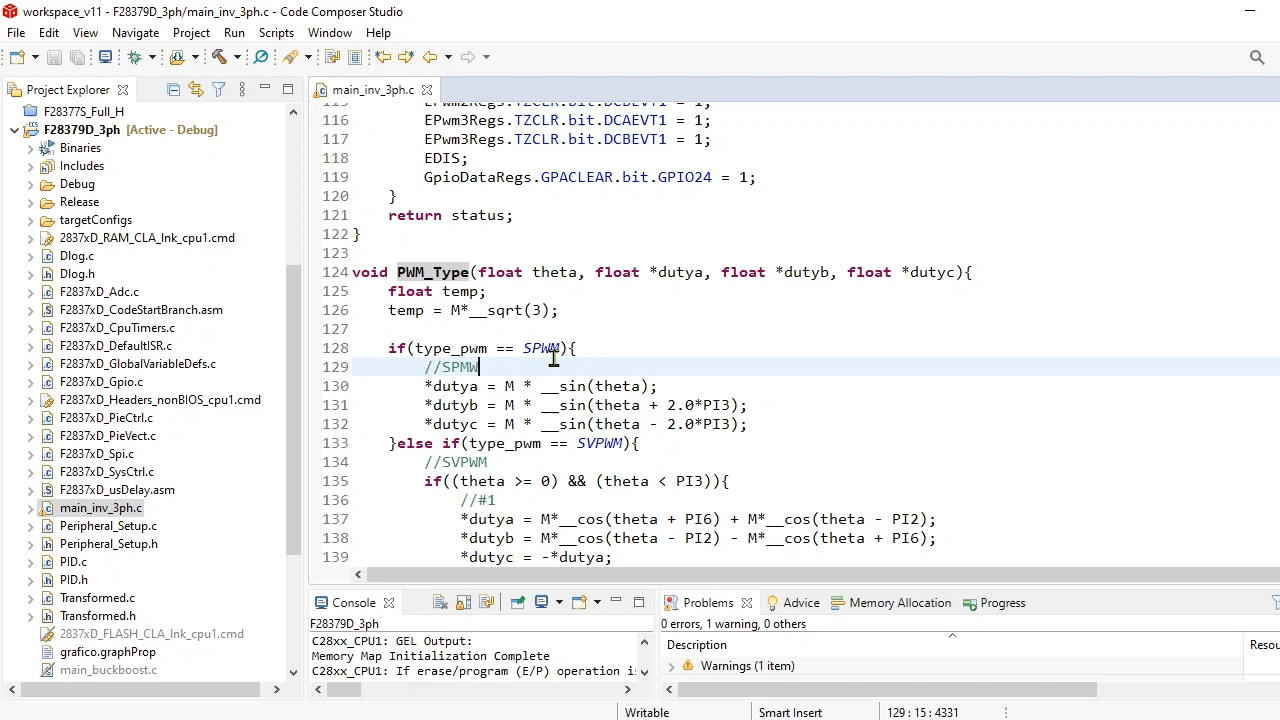 workspace_v11 - F28379D_3ph/main_inv_3ph.c - Code Composer Studio
File Edit View Navigate Project Run Scripts Window Help
Project Explorer
F28377S_Full_H
F28379D_3ph [Active - Debug]
Binaries
Includes
Debug
Release
targetConfigs
2837xD_RAM_CLA_lnk_cpu1.cmd
Dlog.c
Dlog.h
F2837xD_Adc.c
F2837xD_CodeStartBranch.asm
F2837xD_CpuTimers.c
F2837xD_DefaultISR.c
F2837xD_GlobalVariableDefs.c
F2837xD_Gpio.c
F2837xD_Headers_nonBIOS_cpu1.cmd
F2837xD_PieCtrl.c
F2837xD_PieVect.c
F2837xD_Spi.c
F2837xD_SysCtrl.c
F2837xD_usDelay.asm
main_inv_3ph.c
Peripheral_Setup.c
Peripheral_Setup.h
PID.c
PID.h
Transformed.c
Transformed.h
2837xD_FLASH_CLA_lnk_cpu1.cmd
grafico.graphProp
main_buckboost.c
main_inv_3ph.c
115 EPwm2Regs.TZCLR.bit.DCBEVT1 = 1;
116 EPwm3Regs.TZCLR.bit.DCAEVT1 = 1;
117 EPwm3Regs.TZCLR.bit.DCBEVT1 = 1;
118 EDIS;
119 GpioDataRegs.GPACLEAR.bit.GPIO24 = 1;
120 }
121 return status;
122 }
123
124 void PWM_Type(float theta, float *dutya, float *dutyb, float *dutyc){
125 float temp;
126 temp = M*__sqrt(3);
127
128 if(type_pwm == SPWM){
129 //SPMW
130 *dutya = M * __sin(theta);
131 *dutyb = M * __sin(theta + 2.0*PI3);
132 *dutyc = M * __sin(theta - 2.0*PI3);
133 }else if(type_pwm == SVPWM){
134 //SVPWM
135 if((theta >= 0) && (theta < PI3)){
136 //#1
137 *dutya = M*__cos(theta + PI6) + M*__cos(theta - PI2);
138 *dutyb = M*__cos(theta - PI2) - M*__cos(theta + PI6);
139 *dutyc = -*dutya;
Console
F28379D_3ph
C28xx_CPU1: GEL Output:
Memory Map Initialization Complete
C28xx_CPU1: If erase/program (E/P) operation is
Problems Advice Memory Allocation Progress
0 errors, 1 warning, 0 others
Description Resou
Warnings (1 item)
Writable Smart Insert 129 : 15 : 4331